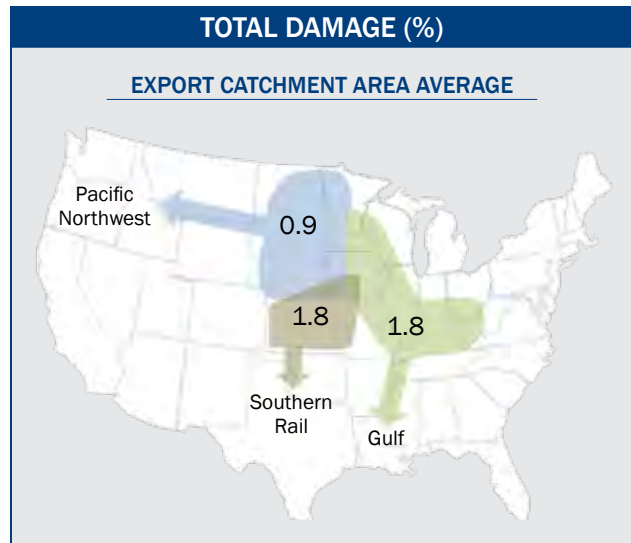 TOTAL DAMAGE (%)
EXPORT CATCHMENT AREA AVERAGE
Pacific
Northwest
0.9
1.8
1.8
Southern
Rail
Gulf